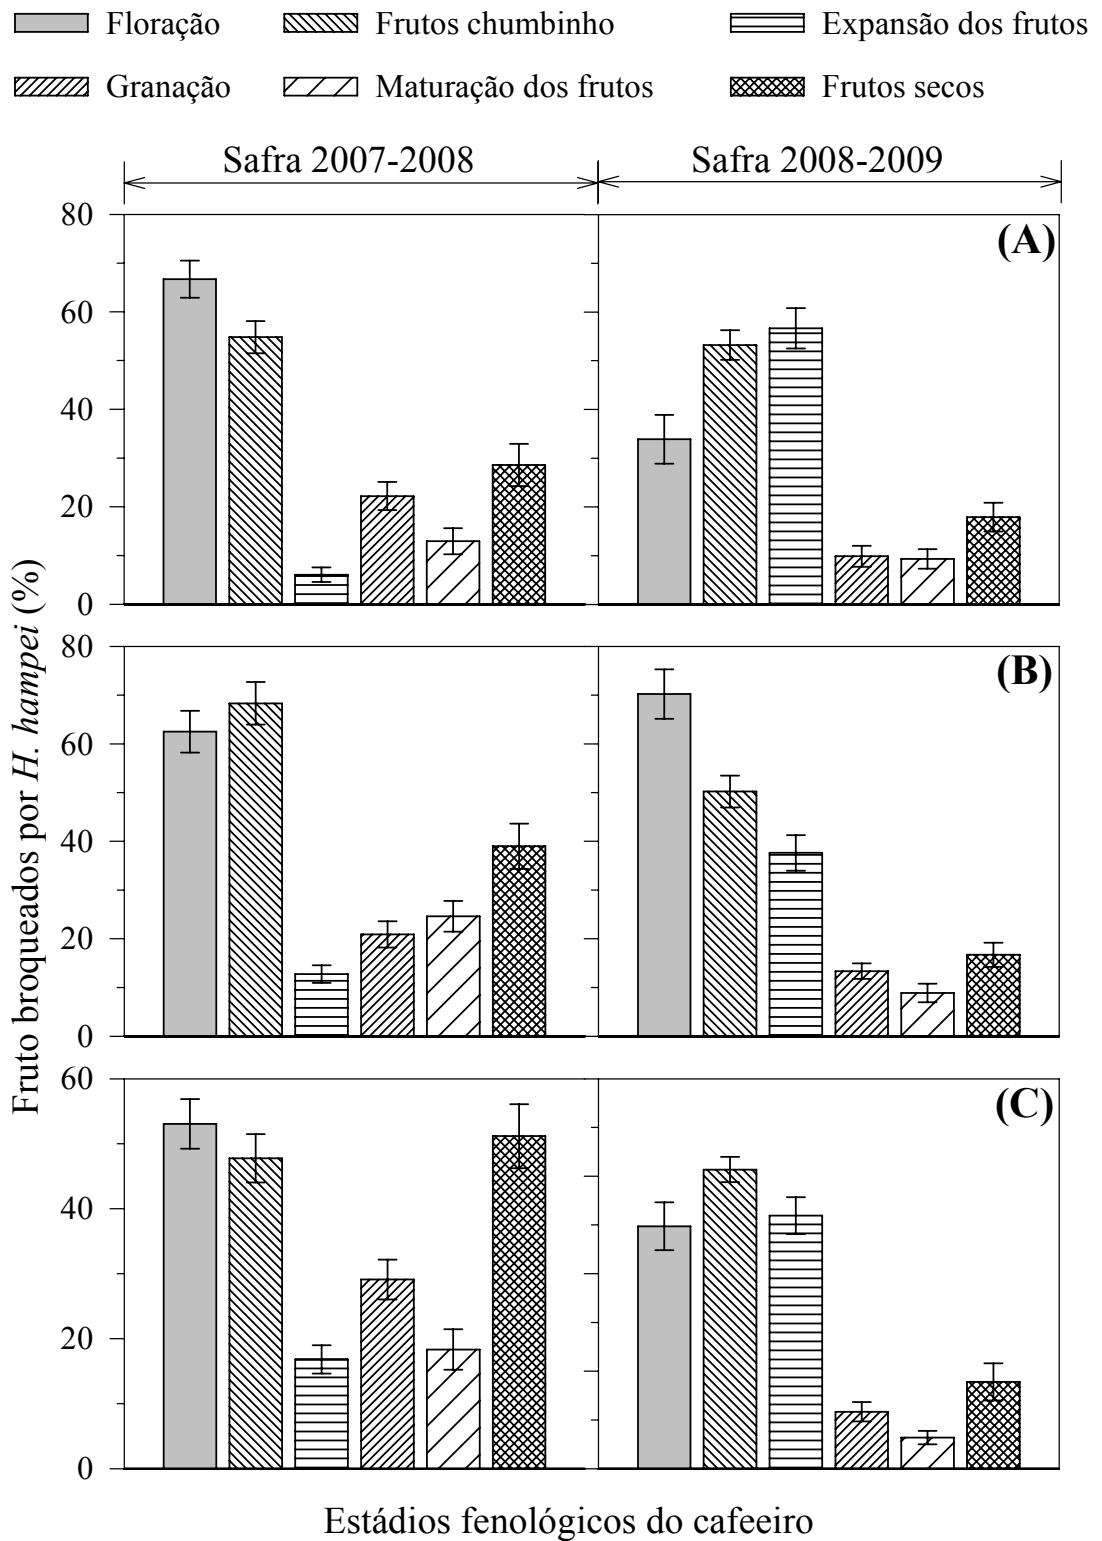 Floração Frutos chumbinho Expansão dos frutos
Granação Maturação dos frutos Frutos secos
Safra 2007-2008 Safra 2008-2009
80
60
40
20
0
(A)
80
60
40
20
0
(B)
60
40
20
0
(C)
Fruto broqueados por H. hampei (%)
Estádios fenológicos do cafeeiro